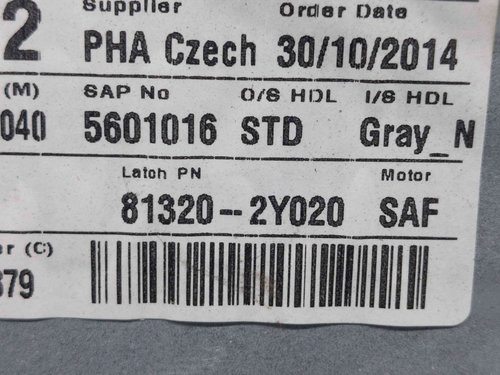 Supplier Order Date
2 PHA Czech 30/10/2014
(M) SAP No O/S HDL I/S HDL
040 5601016 STD Gray_N
Latch PN Motor
81320--2Y020 SAF
er (C)
379